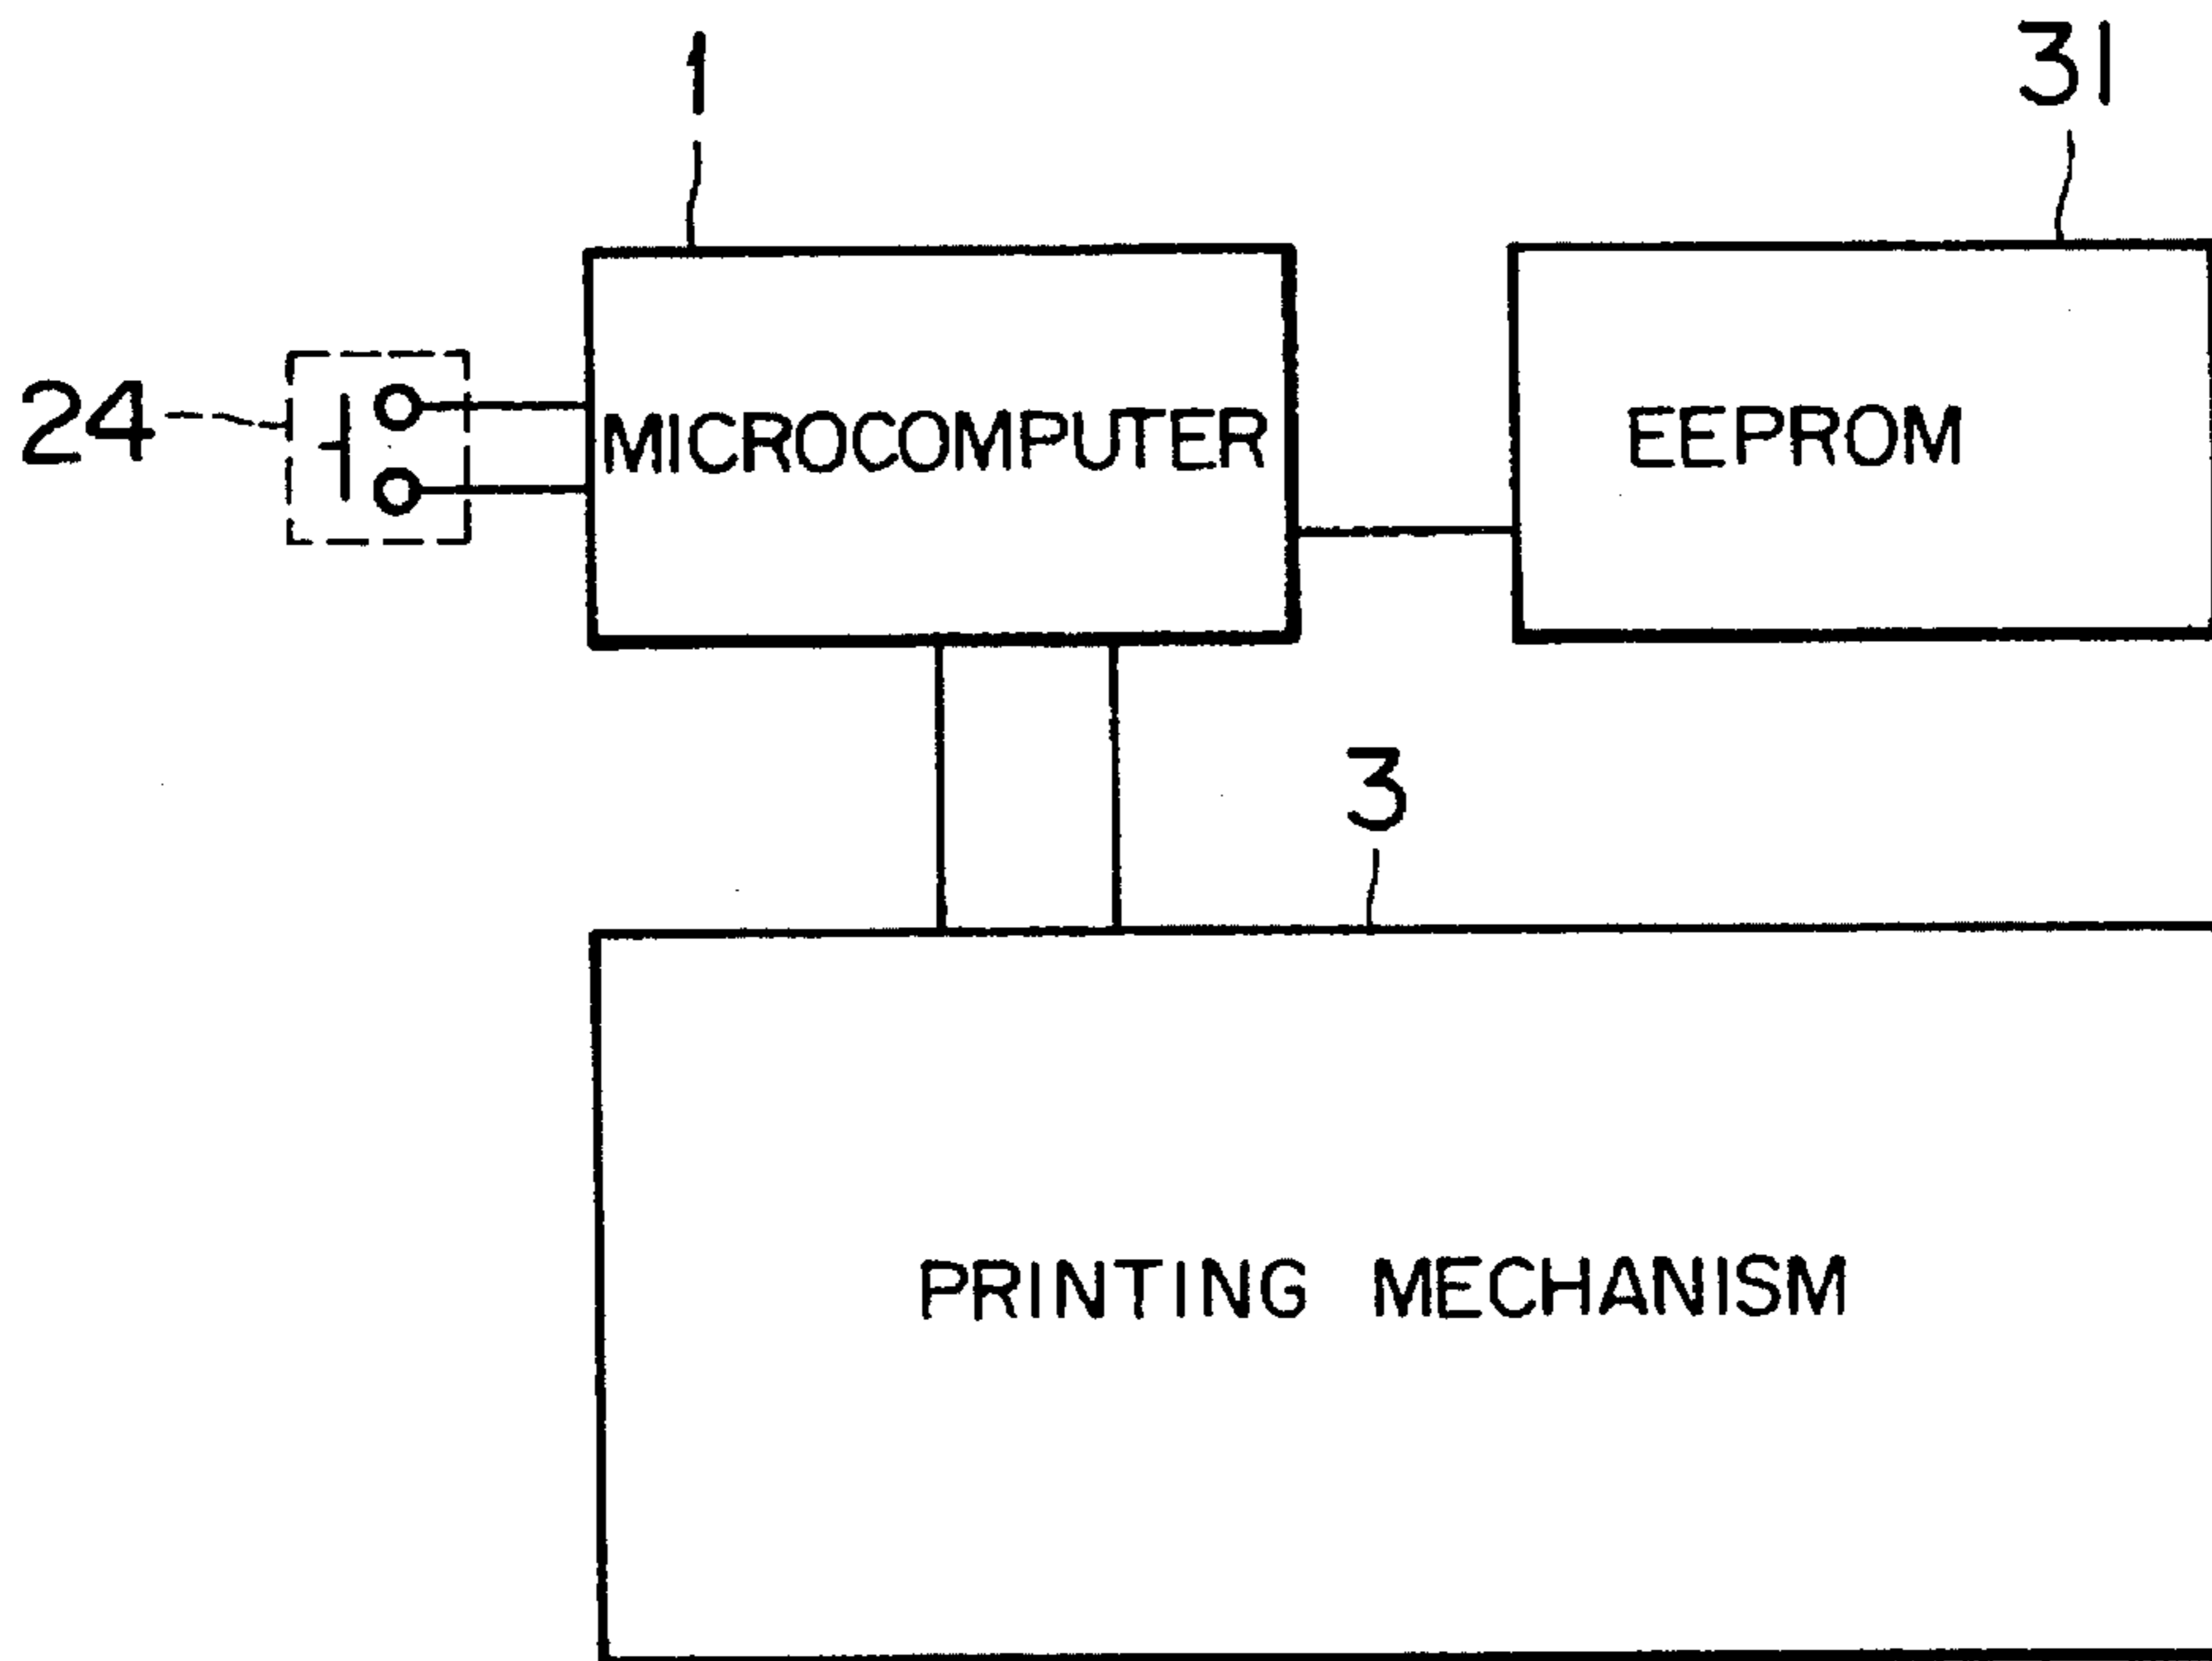 1
31
24
MICROCOMPUTER
EEPROM
3
PRINTING MECHANISM